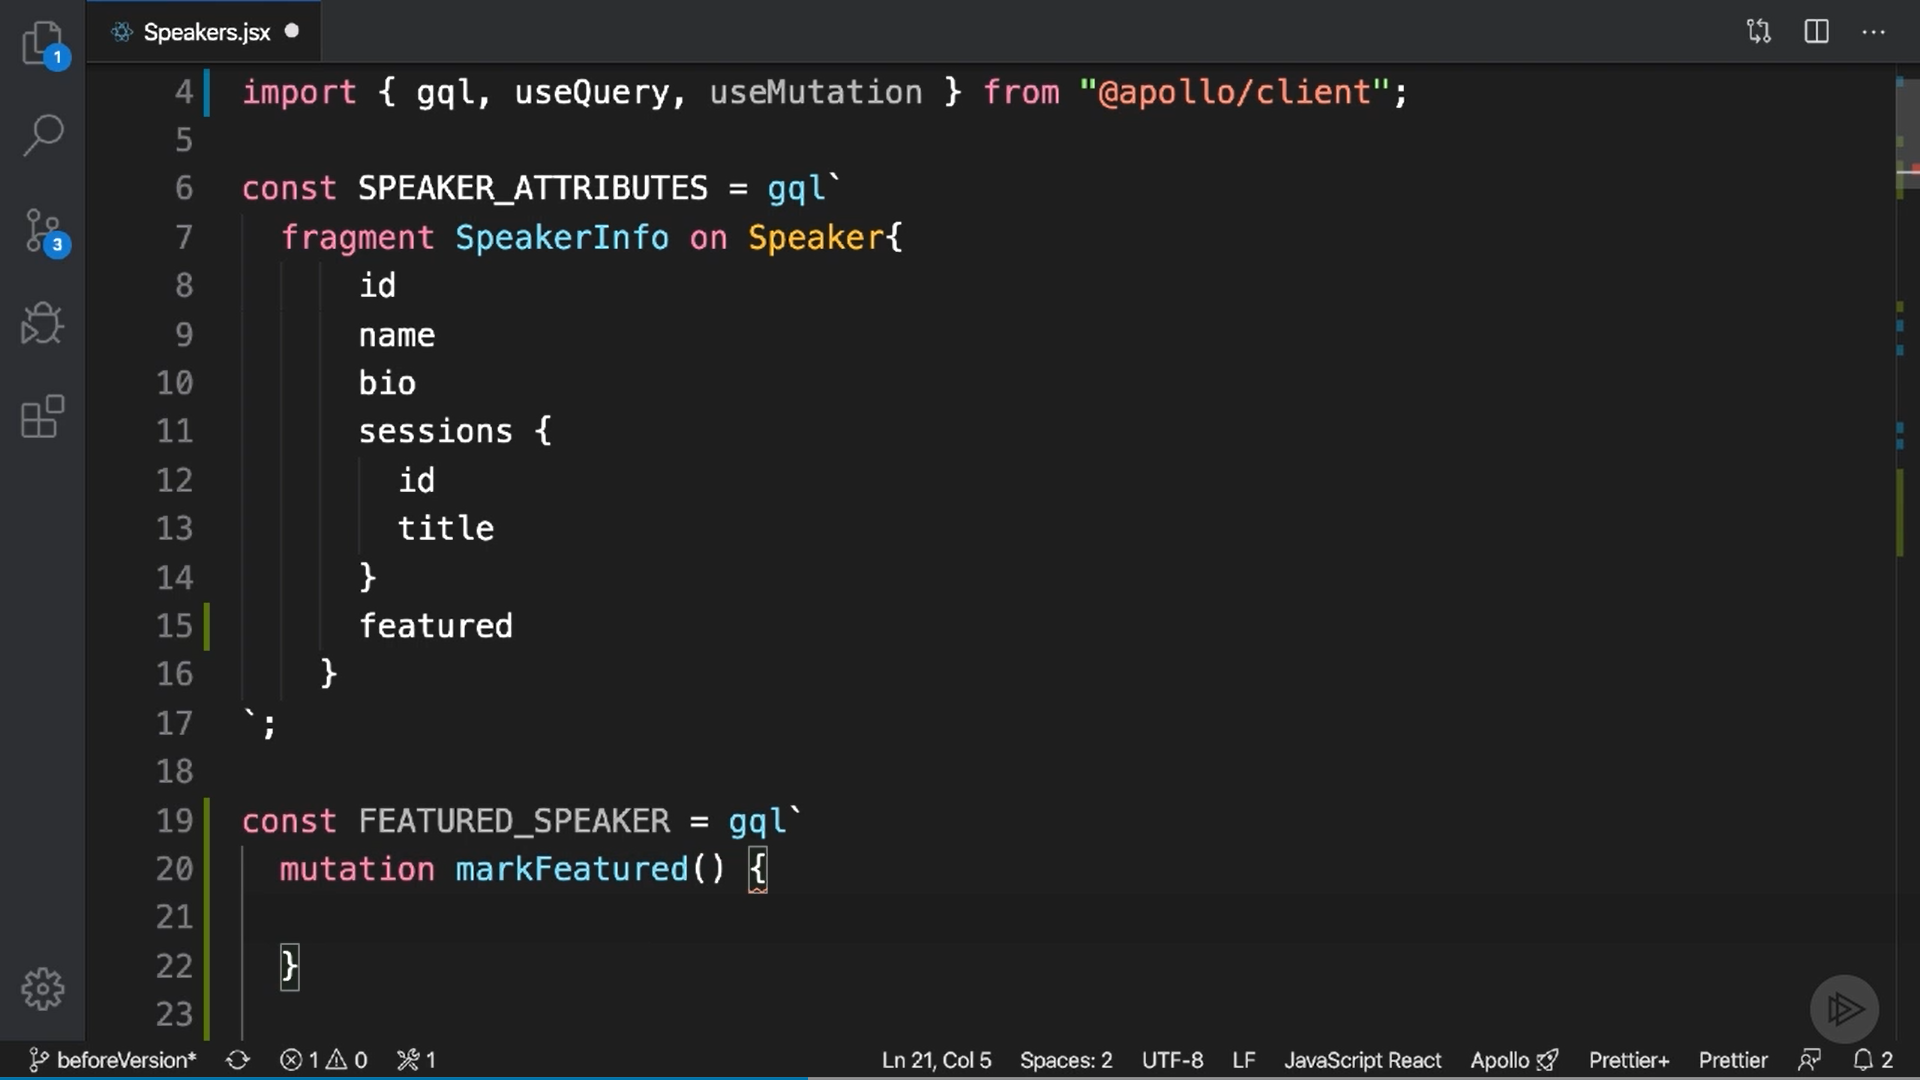 1
Speakers.jsx
4 import { gql, useQuery, useMutation } from "@apollo/client";
5
6 const SPEAKER_ATTRIBUTES = gql`
7 fragment SpeakerInfo on Speaker{
8 id
9 name
10 bio
11 sessions {
12 id
13 title
14 }
15 featured
16 }
17 `;
18
19 const FEATURED_SPEAKER = gql`
20 mutation markFeatured() {
21
22 }
23
3
beforeVersion* 1 0 1 Ln 21, Col 5 Spaces: 2 UTF-8 LF JavaScript React Apollo Prettier+ Prettier 2